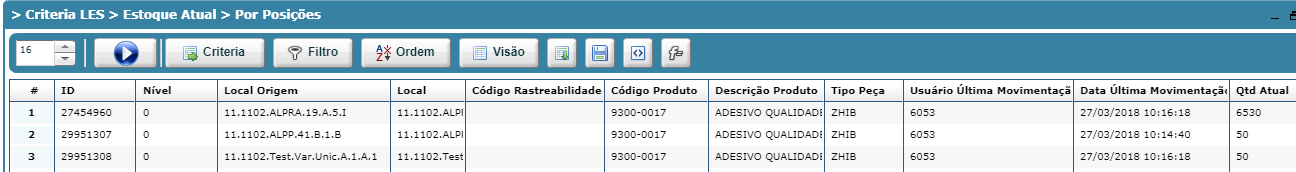 > Criteria LES > Estoque Atual > Por Posições
16 Criteria Filtro Ordem Visão
# ID Nível Local Origem Local Código Rastreabilidade Código Produto Descrição Produto Tipo Peça Usuário Última Movimentaçã Data Última Movimentação Qtd Atual
1 27454960 0 11.1102.ALPRA.19.A.5.I 11.1102.ALPI 9300-0017 ADESIVO QUALIDADE ZHIB 6053 27/03/2018 10:16:18 6530
2 29951307 0 11.1102.ALPP.41.B.1.B 11.1102.ALPI 9300-0017 ADESIVO QUALIDADE ZHIB 6053 27/03/2018 10:14:40 50
3 29951308 0 11.1102.Test.Var.Unic.A.1.A.1 11.1102.Test 9300-0017 ADESIVO QUALIDADE ZHIB 6053 27/03/2018 10:16:18 50